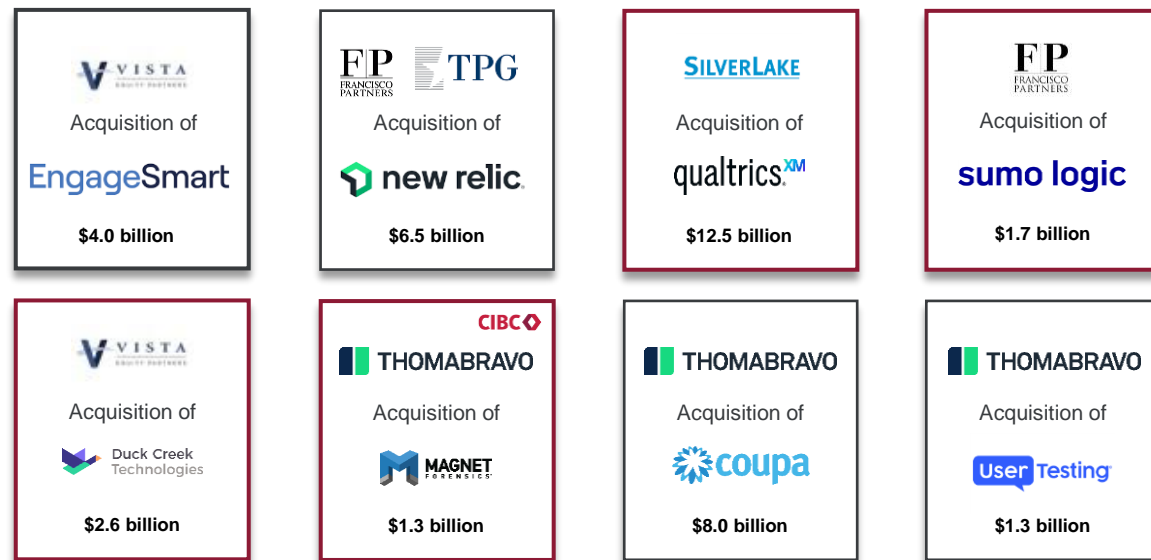 VISTA
EQUITY PARTNERS
Acquisition of
EngageSmart
$4.0 billion
FP
FRANCISCO
PARTNERS
TPG
Acquisition of
new relic.
$6.5 billion
SILVERLAKE
Acquisition of
qualtrics.XM
$12.5 billion
FP
FRANCISCO
PARTNERS
Acquisition of
sumo logic
$1.7 billion
VISTA
EQUITY PARTNERS
Acquisition of
Duck Creek
Technologies
$2.6 billion
CIBC
THOMABRAVO
Acquisition of
MAGNET
FORENSICS
$1.3 billion
THOMABRAVO
Acquisition of
coupa
$8.0 billion
THOMABRAVO
Acquisition of
User Testing
$1.3 billion